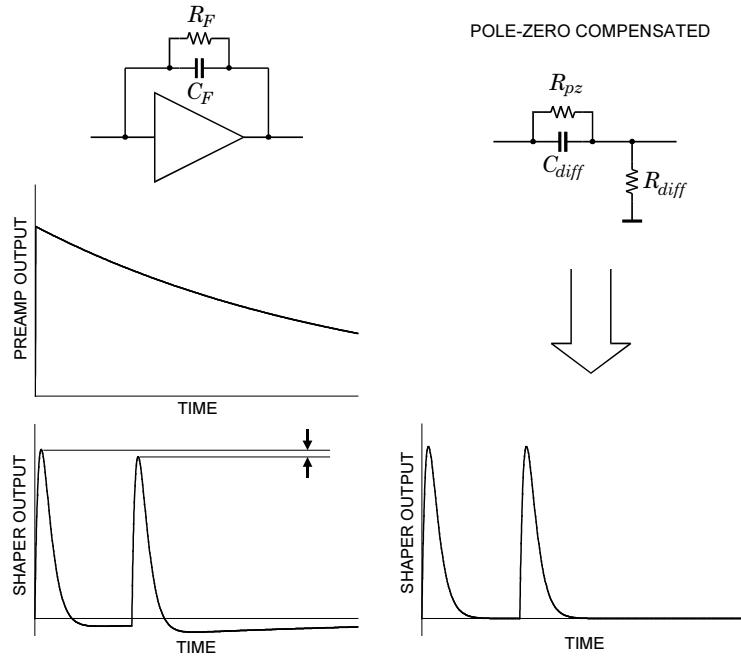 R_F
C_F
PREAMP OUTPUT
TIME
SHAPER OUTPUT
TIME
POLE-ZERO COMPENSATED
R_pz
C_diff
R_diff
SHAPER OUTPUT
TIME